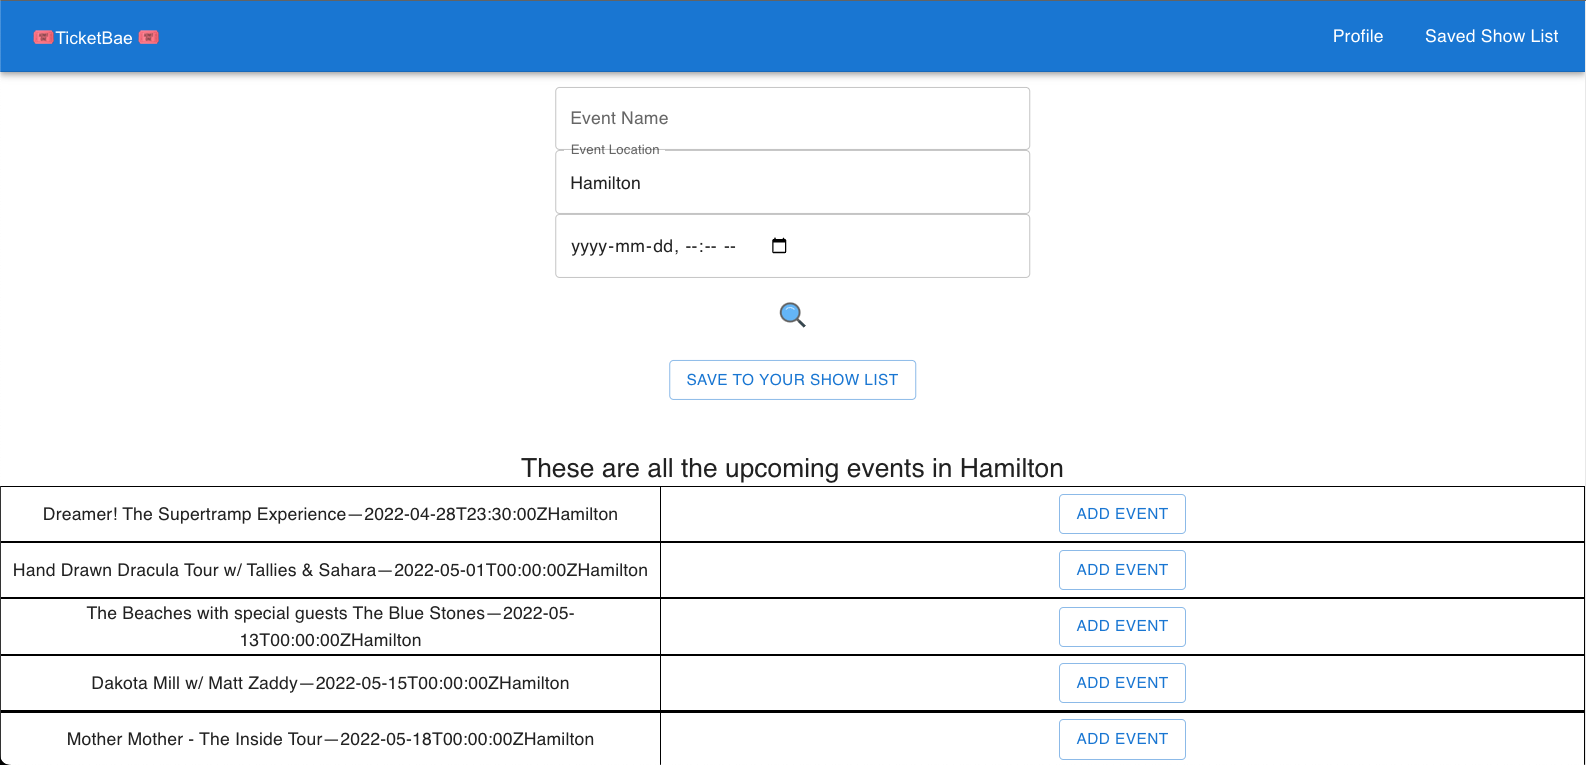 TicketBae
Profile
Saved Show List
Event Name
Event Location
Hamilton
yyyy-mm-dd, --:-- --
SAVE TO YOUR SHOW LIST
These are all the upcoming events in Hamilton
Dreamer! The Supertramp Experience—2022-04-28T23:30:00ZHamilton
ADD EVENT
Hand Drawn Dracula Tour w/ Tallies & Sahara—2022-05-01T00:00:00ZHamilton
ADD EVENT
The Beaches with special guests The Blue Stones—2022-05-
13T00:00:00ZHamilton
ADD EVENT
Dakota Mill w/ Matt Zaddy—2022-05-15T00:00:00ZHamilton
ADD EVENT
Mother Mother - The Inside Tour—2022-05-18T00:00:00ZHamilton
ADD EVENT